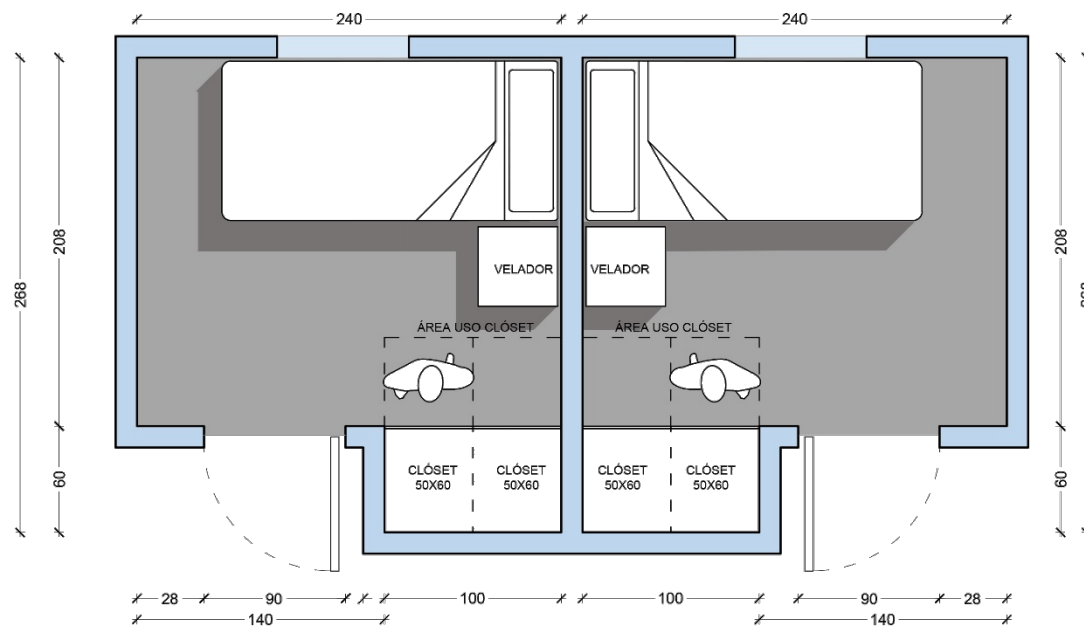 240
240
208
268
208
268
VELADOR
VELADOR
ÁREA USO CLÓSET
ÁREA USO CLÓSET
60
60
CLÓSET
50X60
CLÓSET
50X60
CLÓSET
50X60
CLÓSET
50X60
28
90
100
100
90
28
140
140